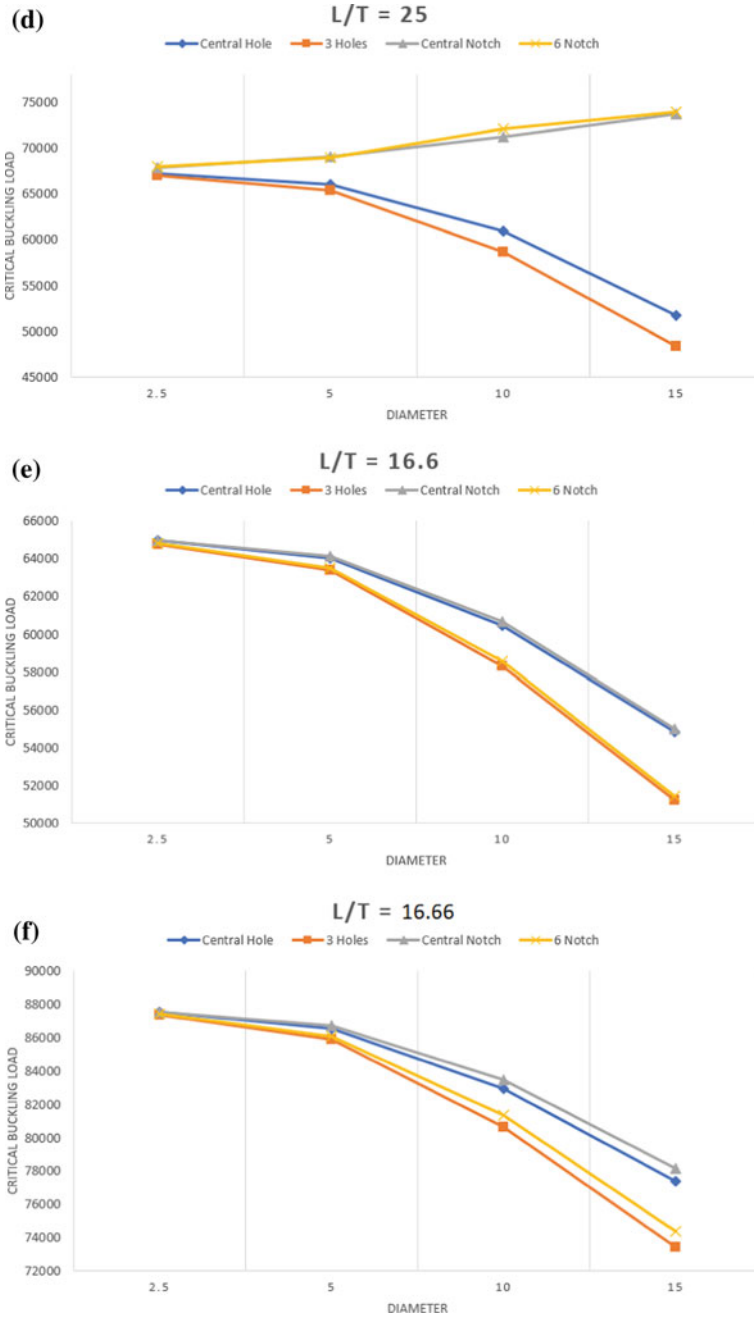 (d)
L/T = 25
Central Hole 3 Holes Central Notch 6 Notch
75000
70000
65000
60000
55000
50000
45000
CRITICAL BUCKLING LOAD
2.5 5 10 15
DIAMETER
(e)
L/T = 16.6
Central Hole 3 Holes Central Notch 6 Notch
66000
64000
62000
60000
58000
56000
54000
52000
50000
CRITICAL BUCKLING LOAD
2.5 5 10 15
DIAMETER
(f)
L/T = 16.66
Central Hole 3 Holes Central Notch 6 Notch
90000
88000
86000
84000
82000
80000
78000
76000
74000
72000
CRITICAL BUCKLING LOAD
2.5 5 10 15
DIAMETER